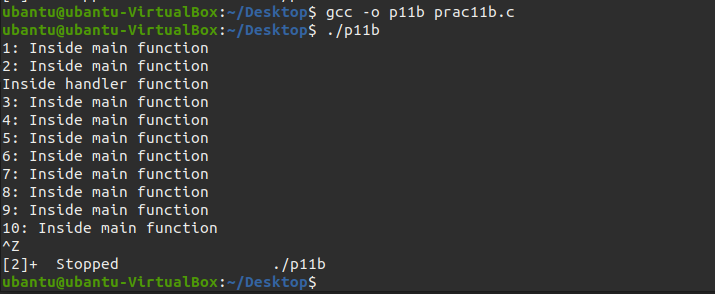 ubantu@ubantu-VirtualBox:~/Desktop$ gcc -o p11b prac11b.c
ubantu@ubantu-VirtualBox:~/Desktop$ ./p11b
1: Inside main function
2: Inside main function
Inside handler function
3: Inside main function
4: Inside main function
5: Inside main function
6: Inside main function
7: Inside main function
8: Inside main function
9: Inside main function
10: Inside main function
^Z
[2]+  Stopped                 ./p11b
ubantu@ubantu-VirtualBox:~/Desktop$